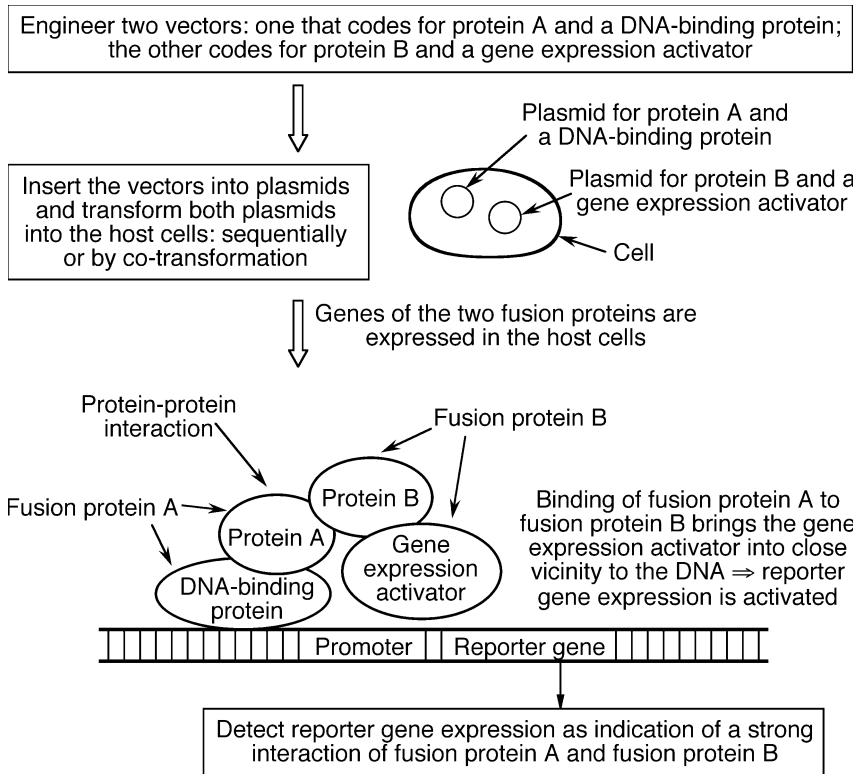 Engineer two vectors: one that codes for protein A and a DNA-binding protein;
the other codes for protein B and a gene expression activator
Plasmid for protein A and
a DNA-binding protein
Insert the vectors into plasmids
and transform both plasmids
into the host cells: sequentially
or by co-transformation
Plasmid for protein B and a
gene expression activator
Cell
Genes of the two fusion proteins are
expressed in the host cells
Protein-protein
interaction
Fusion protein B
Fusion protein A
Protein A
Protein B
DNA-binding
protein
Gene
expression
activator
Binding of fusion protein A to
fusion protein B brings the gene
expression activator into close
vicinity to the DNA ⇒ reporter
gene expression is activated
Promoter
Reporter gene
Detect reporter gene expression as indication of a strong
interaction of fusion protein A and fusion protein B